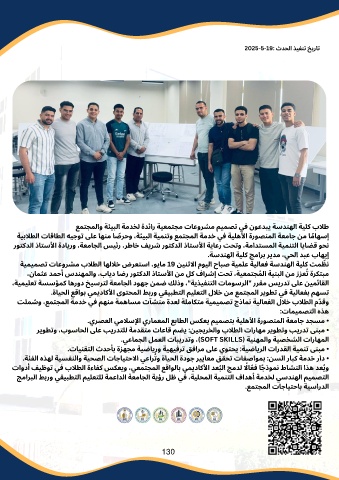 تاريخ تنفيذ الحدث :19-5-2025
طلاب كلية الهندسة يبدعون في تصميم مشروعات مجتمعية رائدة لخدمة البيئة والمجتمع
إسهامًا من جامعة المنصورة الأهلية في خدمة المجتمع وتنمية البيئة، وحرصًا منها على توجيه الطاقات الطلابية
نحو قضايا التنمية المستدامة، وتحت رعاية الأستاذ الدكتور شريف خاطر، رئيس الجامعة، وريادة الأستاذ الدكتور
إيهاب عبد الحي، مدير برامج كلية الهندسة.
نظمت كلية الهندسة فعالية علمية صباح اليوم الاثنين 19 مايو، استعرض خلالها الطلاب مشروعات تصميمية
مبتكرة تُعزز من البنية المجتمعية، تحت إشراف كل من الأستاذ الدكتور رضا دياب، والمهندس أحمد عثمان،
القائمين على تدريس مقرر "الرسومات التنفيذية"، وذلك ضمن جهود الجامعة لترسيخ دورها كمؤسسة تعليمية.
تسهم بفعالية في تطوير المجتمع من خلال التعليم التطبيقي وربط المحتوى الأكاديمي بواقع الحياة.
وقدّم الطلاب خلال الفعالية نماذج تصميمية متكاملة لعدة منشآت مساهمة منهم في خدمة المجتمع، وشملت
هذه التصميمات:
• مسجد جامعة المنصورة الأهلية بتصميم يعكس الطابع المعماري الإسلامي العصري.
• مبنى تدريب وتطوير مهارات الطلاب والخريجين: يضم قاعات متقدمة للتدريب على الحاسوب، وتطوير
المهارات الشخصية والمهنية (SOFT SKILLS)، وتدريبات العمل الجماعي.
• مبنى تنمية القدرات الرياضية: يحتوي على مرافق ترفيهية ورياضية مجهزة بأحدث التقنيات.
• دار خدمة كبار السن: بمواصفات تحقق معايير جودة الحياة وتُراعي الاحتياجات الصحية والنفسية لهذه الفئة.
ويُعد هذا النشاط نموذجًا فعّالًا لدمج البُعد الأكاديمي بالواقع المجتمعي، ويعكس كفاءة الطلاب في توظيف أدوات
التصميم الهندسي لخدمة أهداف التنمية المحلية، في ظل رؤية الجامعة الداعمة للتعليم التطبيقي وربط البرامج
الدراسية باحتياجات المجتمع.
130